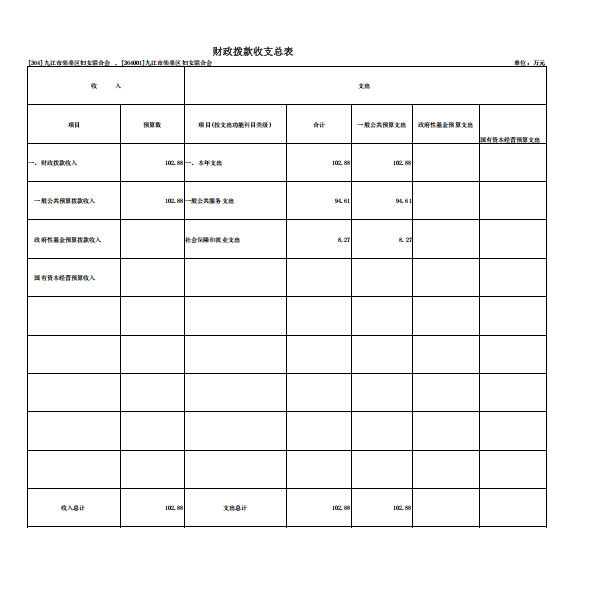 财政拨款收支总表
[364]九江市柴桑区妇女联合会 , [364001]九江市柴桑区妇女联合会 单位：万元
收 入 支出
项目 预算数 项目(按支出功能科目类级) 合计 一般公共预算支出 政府性基金预算支出 国有资本经营预算支出
一、财政拨款收入 102.88 一、本年支出 102.88 102.88
一般公共预算拨款收入 102.88 一般公共服务支出 94.61 94.61
政府性基金预算拨款收入 社会保障和就业支出 8.27 8.27
国有资本经营预算收入
收入总计 102.88 支出总计 102.88 102.88